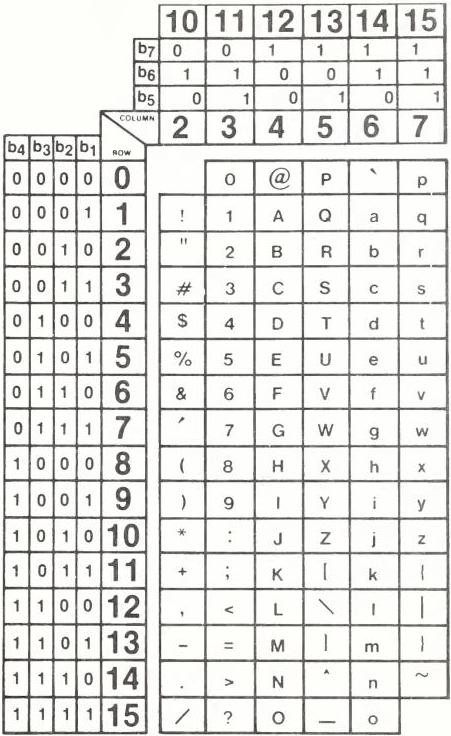 10 11 12 13 14 15
b7 0 0 1 1 1 1
b6 1 1 0 0 1 1
b5 0 1 0 1 0 1
COLUMN
b4 b3 b2 b1 ROW 2 3 4 5 6 7
0 0 0 0 0 0 @ P ` p
0 0 0 1 1 ! 1 A Q a q
0 0 1 0 2 " 2 B R b r
0 0 1 1 3 # 3 C S c s
0 1 0 0 4 $ 4 D T d t
0 1 0 1 5 % 5 E U e u
0 1 1 0 6 & 6 F V f v
0 1 1 1 7 ′ 7 G W g w
1 0 0 0 8 ( 8 H X h x
1 0 0 1 9 ) 9 I Y i y
1 0 1 0 10 * : J Z j z
1 0 1 1 11 + ; K [ k {
1 1 0 0 12 , < L \ l |
1 1 0 1 13 – = M ] m }
1 1 1 0 14 . > N ^ n ~
1 1 1 1 15 / ? O _ o